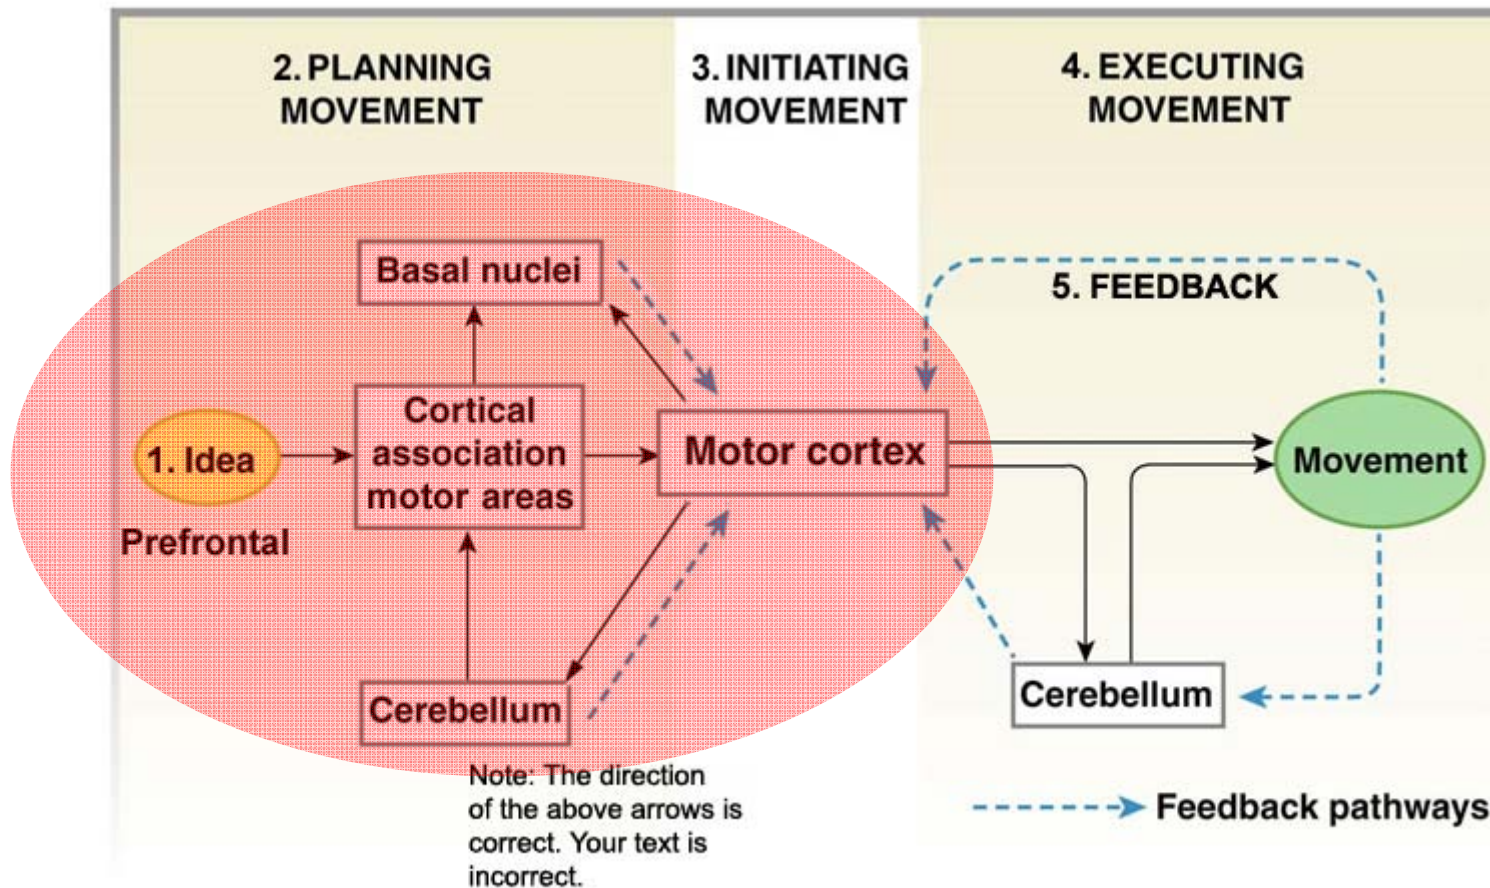 2. PLANNING
MOVEMENT
3. INITIATING
MOVEMENT
4. EXECUTING
MOVEMENT
Basal nuclei
5. FEEDBACK
Cortical
association
motor areas
1. Idea
Motor cortex
Movement
Prefrontal
Cerebellum
Cerebellum
Note: The direction
of the above arrows is
correct. Your text is
incorrect.
Feedback pathways